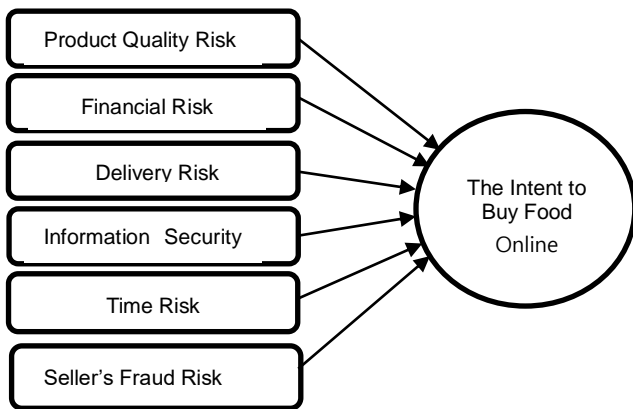 Product Quality Risk
Financial Risk
Delivery Risk
Information Security
Time Risk
Seller's Fraud Risk
The Intent to
Buy Food
Online